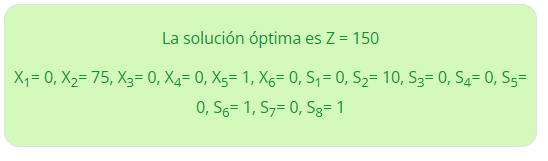 La solución óptima es Z = 150
X₁= 0, X₂= 75, X₃= 0, X₄= 0, X₅= 1, X₆= 0, S₁= 0, S₂= 10, S₃= 0, S₄= 0, S₅=
0, S₆= 1, S₇= 0, S₈= 1